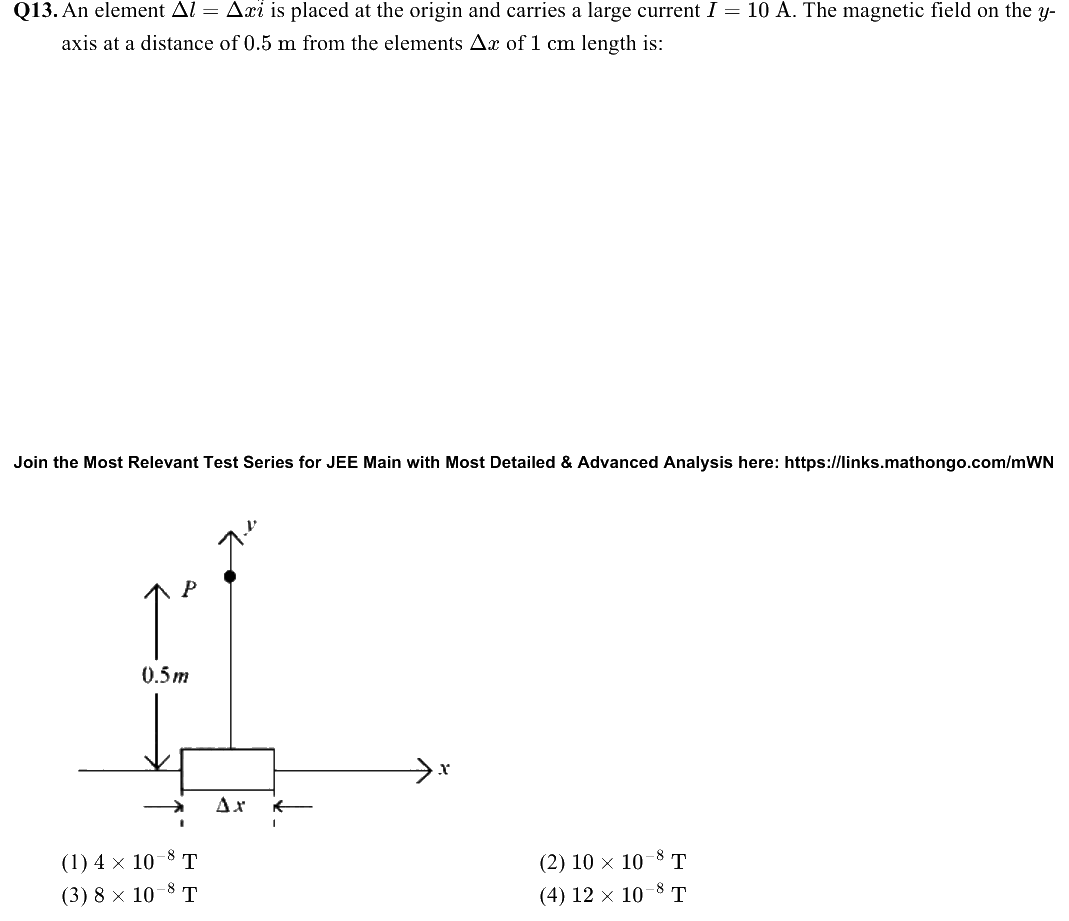 Q13. An element Δl = Δxi is placed at the origin and carries a large current I = 10 A. The magnetic field on the y-
axis at a distance of 0.5 m from the elements Δx of 1 cm length is:
Join the Most Relevant Test Series for JEE Main with Most Detailed & Advanced Analysis here: https://links.mathongo.com/mWN
y
P
0.5m
x
Δx
(1) 4 × 10⁻⁸ T (2) 10 × 10⁻⁸ T
(3) 8 × 10⁻⁸ T (4) 12 × 10⁻⁸ T